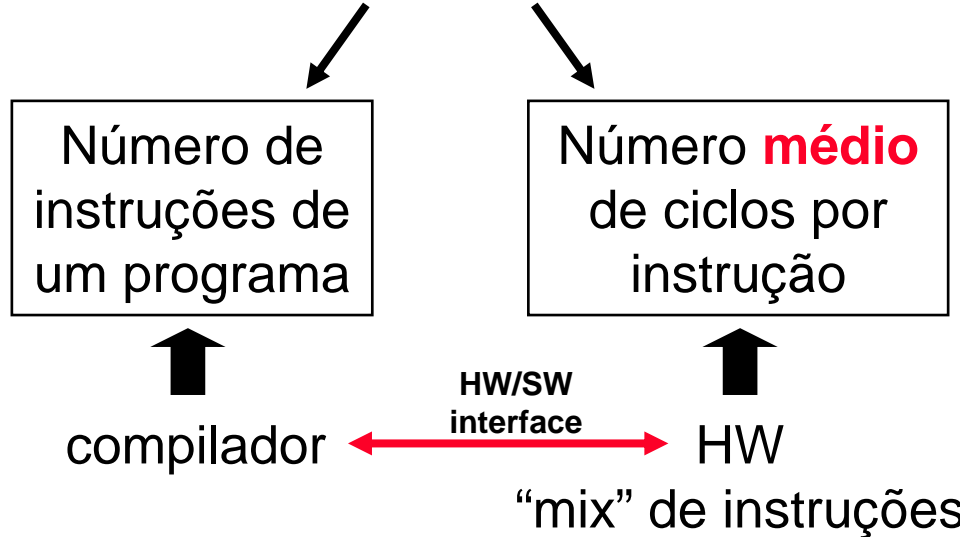 Número de
instruções de
um programa
Número médio
de ciclos por
instrução
HW/SW
interface
compilador
HW
“mix” de instruções